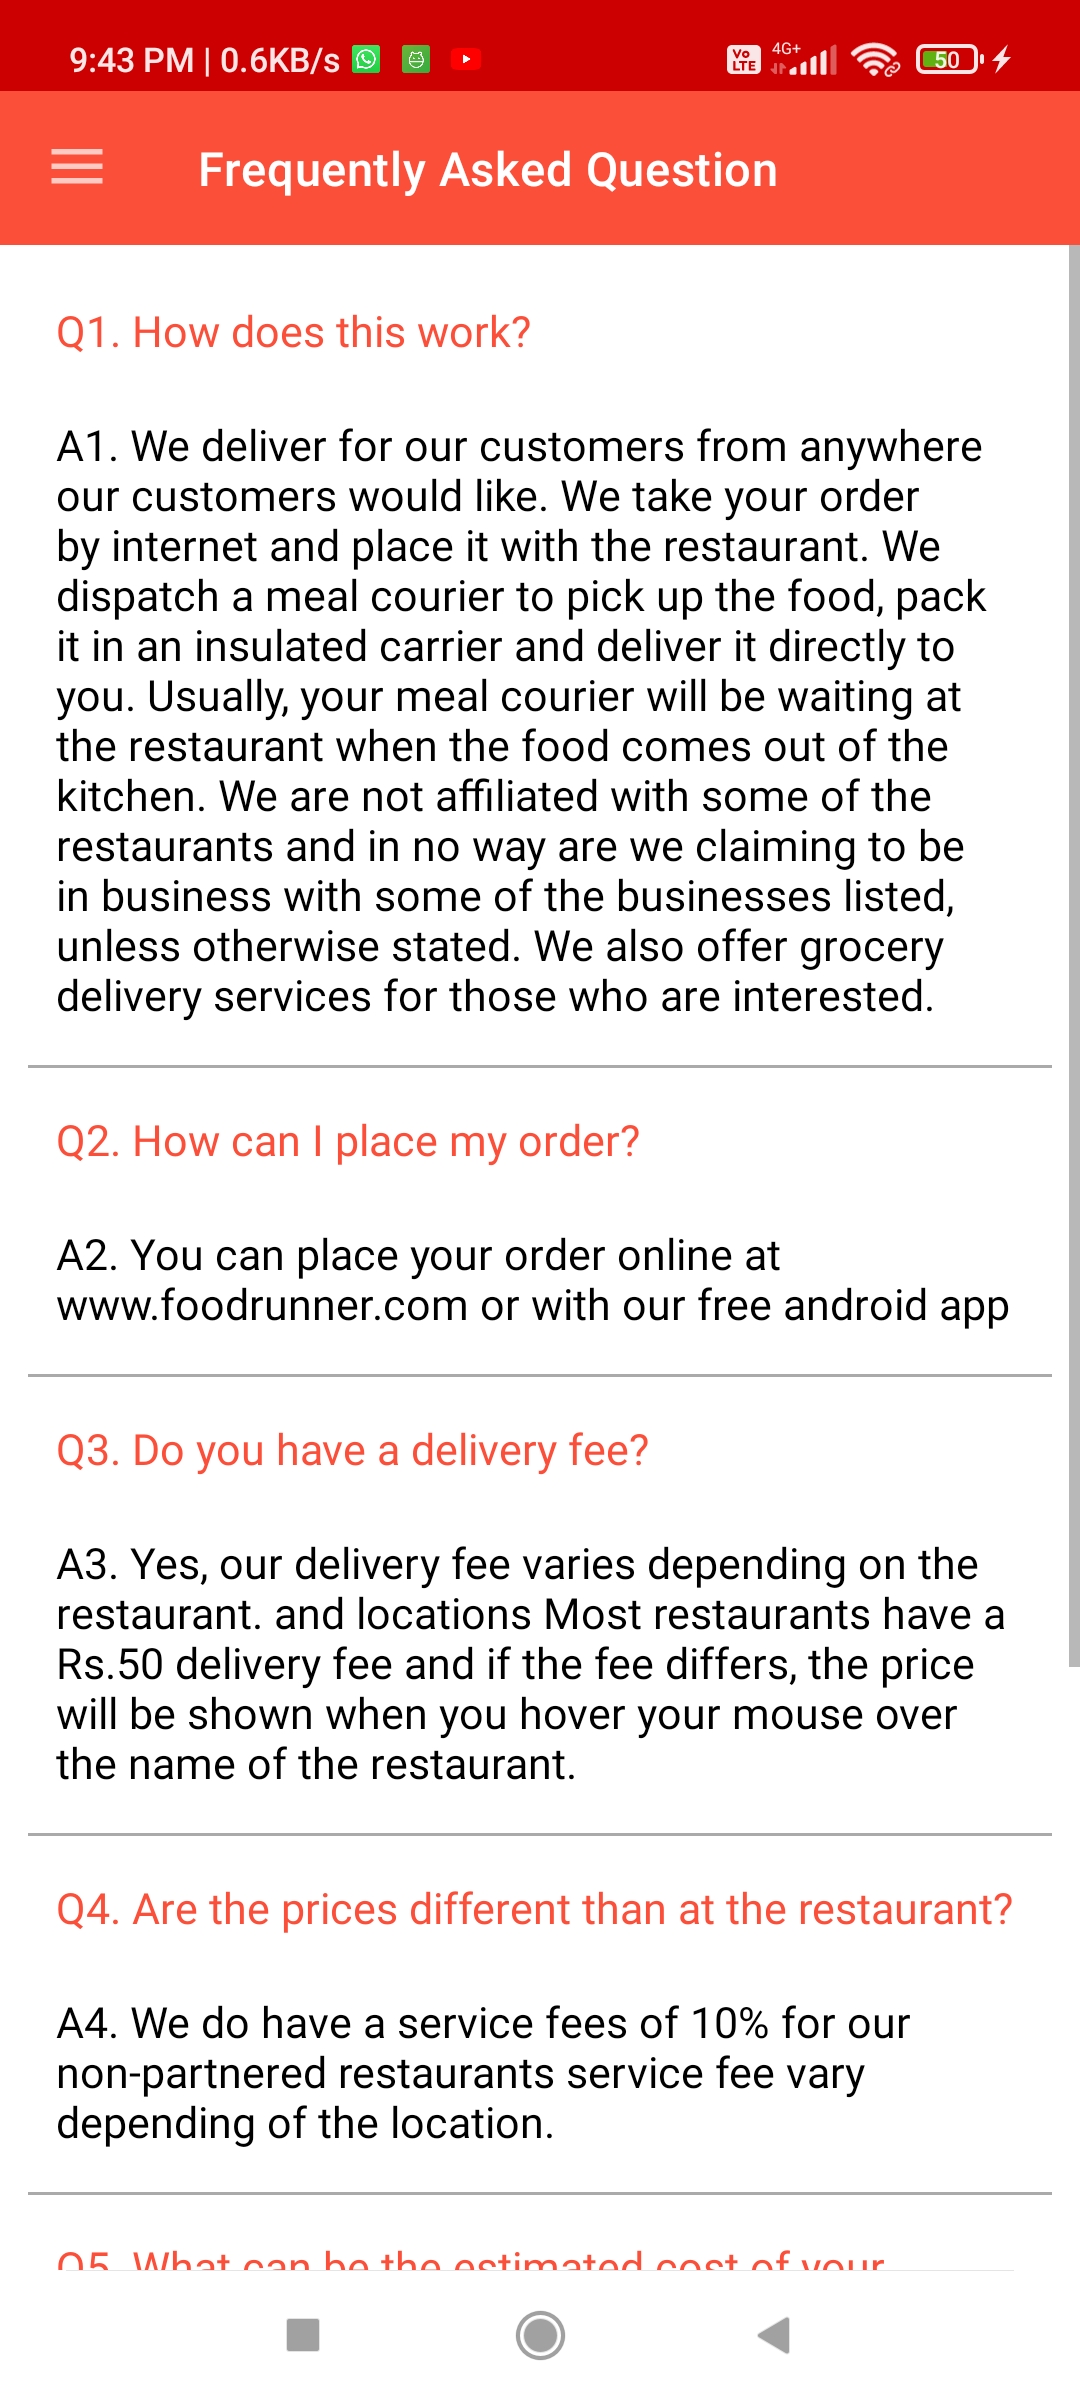 9:43 PM | 0.6KB/s
Vo LTE 4G+ 50
Frequently Asked Question
Q1. How does this work?
A1. We deliver for our customers from anywhere
our customers would like. We take your order
by internet and place it with the restaurant. We
dispatch a meal courier to pick up the food, pack
it in an insulated carrier and deliver it directly to
you. Usually, your meal courier will be waiting at
the restaurant when the food comes out of the
kitchen. We are not affiliated with some of the
restaurants and in no way are we claiming to be
in business with some of the businesses listed,
unless otherwise stated. We also offer grocery
delivery services for those who are interested.
Q2. How can I place my order?
A2. You can place your order online at
www.foodrunner.com or with our free android app
Q3. Do you have a delivery fee?
A3. Yes, our delivery fee varies depending on the
restaurant. and locations Most restaurants have a
Rs.50 delivery fee and if the fee differs, the price
will be shown when you hover your mouse over
the name of the restaurant.
Q4. Are the prices different than at the restaurant?
A4. We do have a service fees of 10% for our
non-partnered restaurants service fee vary
depending of the location.
Q5. What can be the estimated cost of your